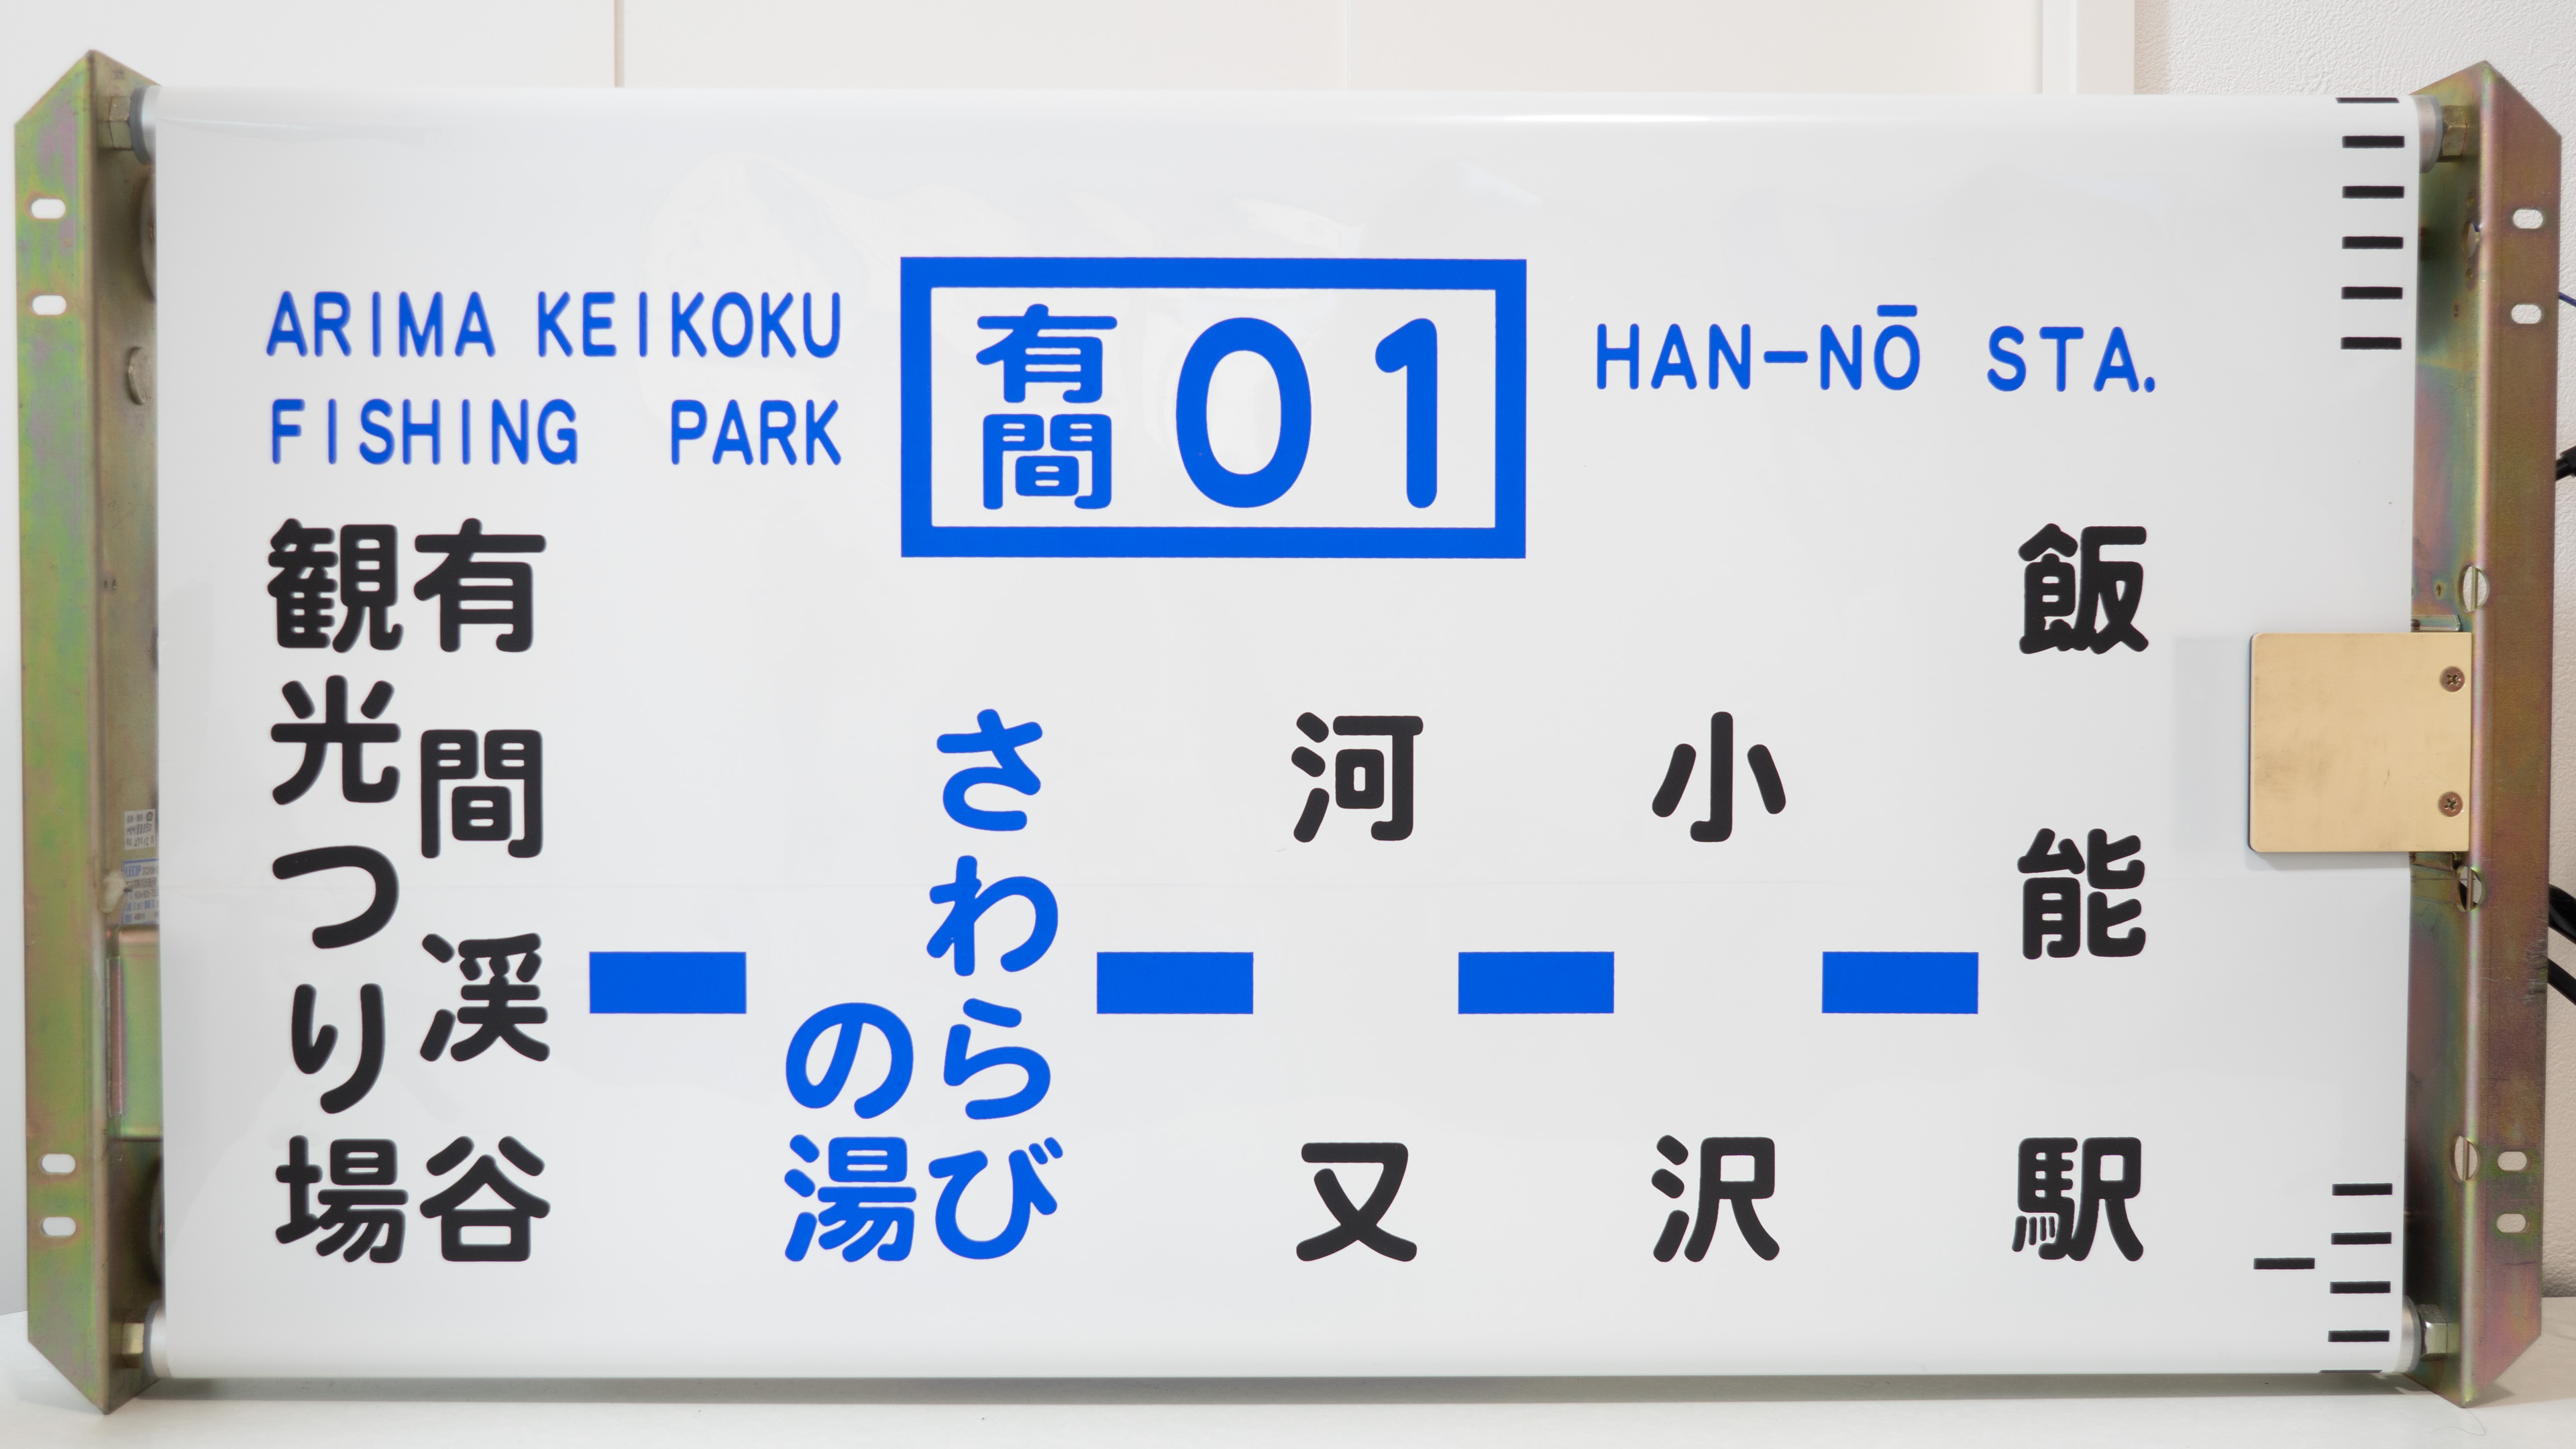 ARIMA KEIKOKU
FISHING PARK
有間 01
HAN-NŌ STA.
飯能駅
小沢
河又
さわらび
の湯
有間渓谷
観光つり場